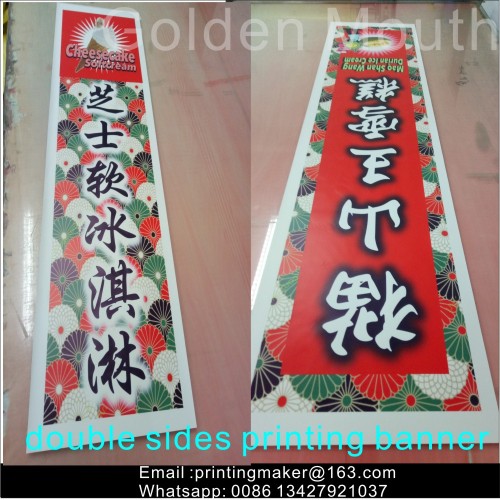 Golden Mouth
Cheesecake
Softcream
芝士软冰淇淋
Mao Shan Wang
Durian Ice Cream
猫山王雪糕
double sides printing banner
Email :printingmaker@163.com
Whatsapp: 0086 13427921037